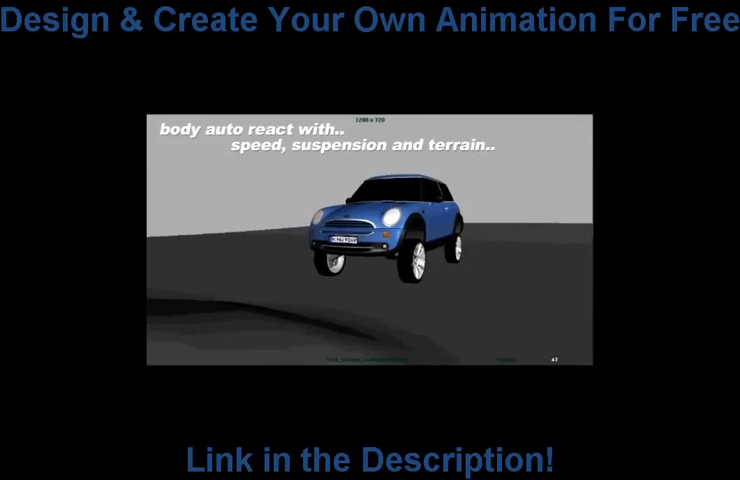 Design & Create Your Own Animation For Free
1280 x 720
body auto react with..
speed, suspension and terrain..
47
Link in the Description!